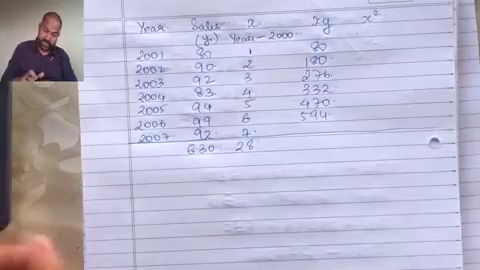 Year Sales x xy x²
(y) Year - 2000
2001 80 1 80
2002 90 2 180
2003 92 3 276
2004 83 4 332
2005 94 5 470
2006 99 6 594
2007 92 7
630 28